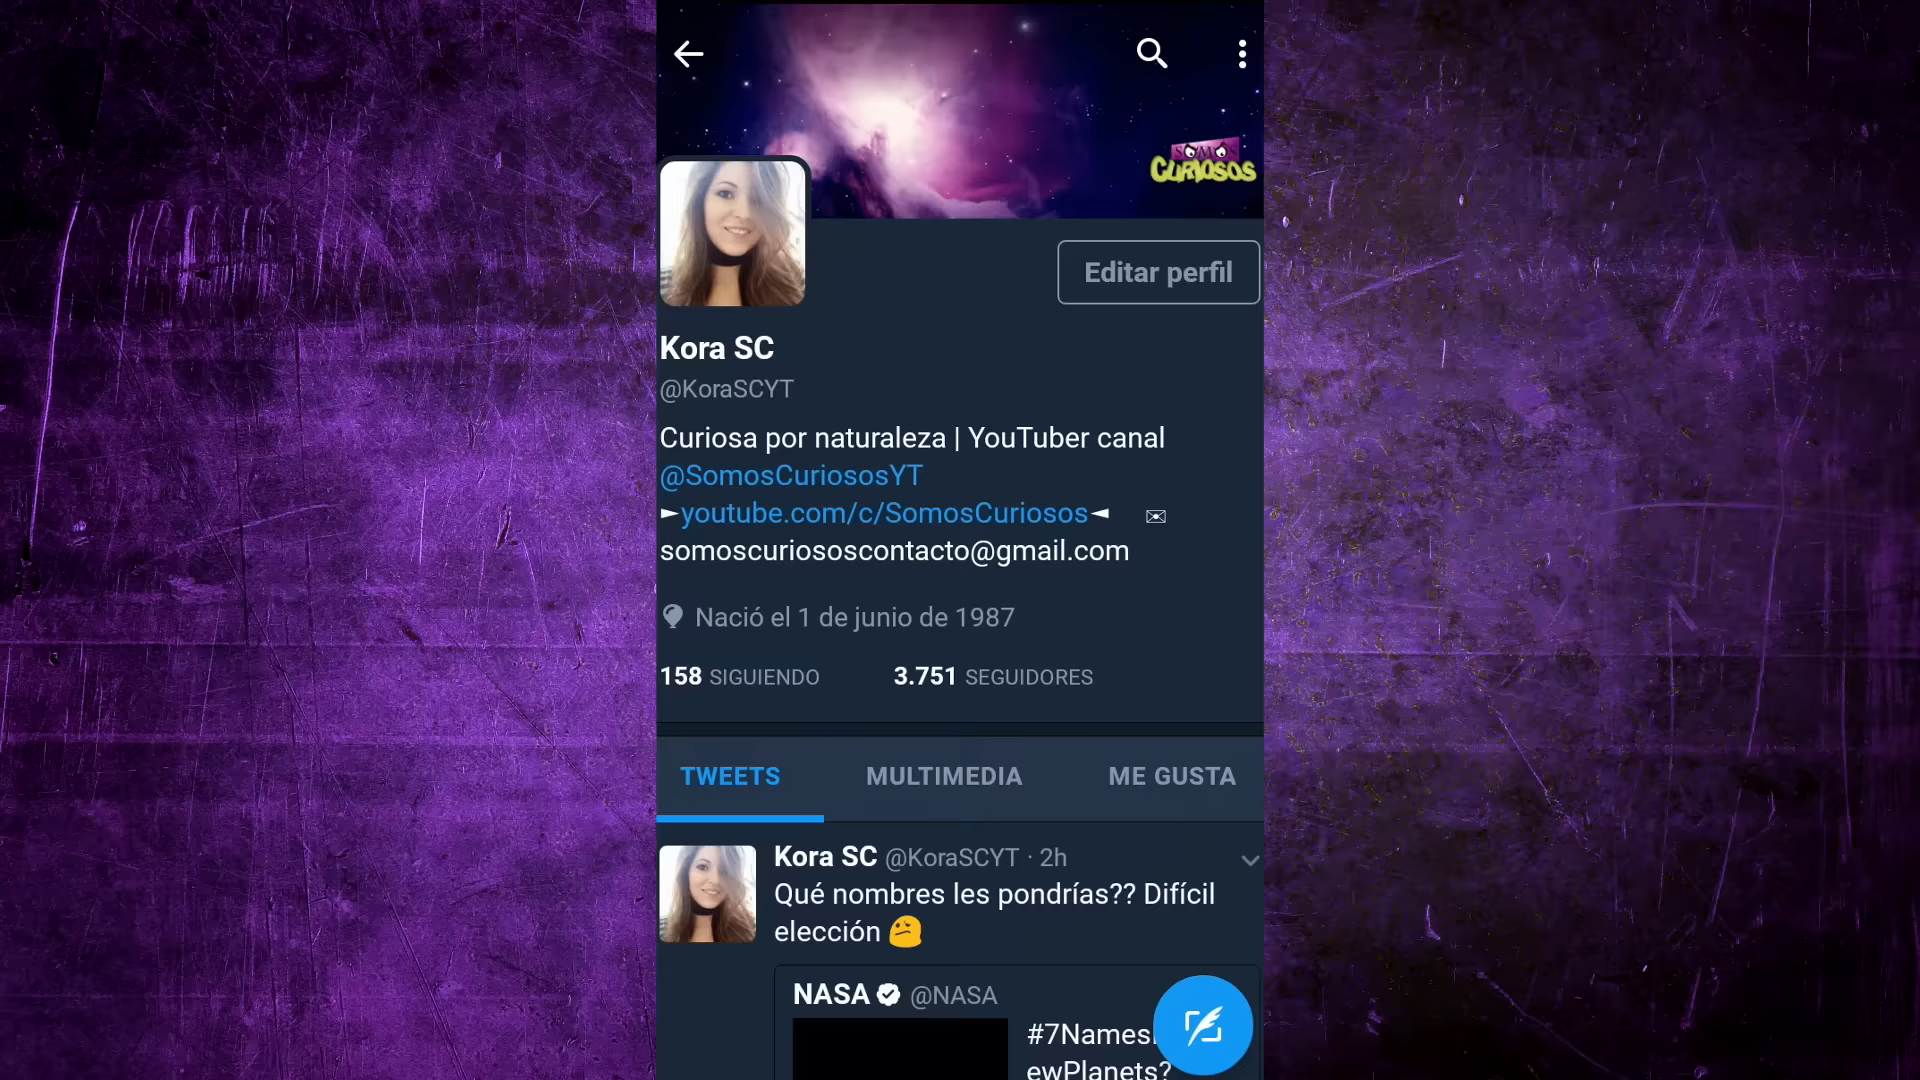 SOMOS
CURIOSOS
Editar perfil
Kora SC
@KoraSCYT
Curiosa por naturaleza | YouTuber canal
@SomosCuriososYT
►youtube.com/c/SomosCuriosos◄ ✉
somoscuriososcontacto@gmail.com
Nació el 1 de junio de 1987
158 SIGUIENDO 3.751 SEGUIDORES
TWEETS MULTIMEDIA ME GUSTA
Kora SC @KoraSCYT · 2h
Qué nombres les pondrías?? Difícil
elección 😕
NASA @NASA
#7Names
ewPlanets?